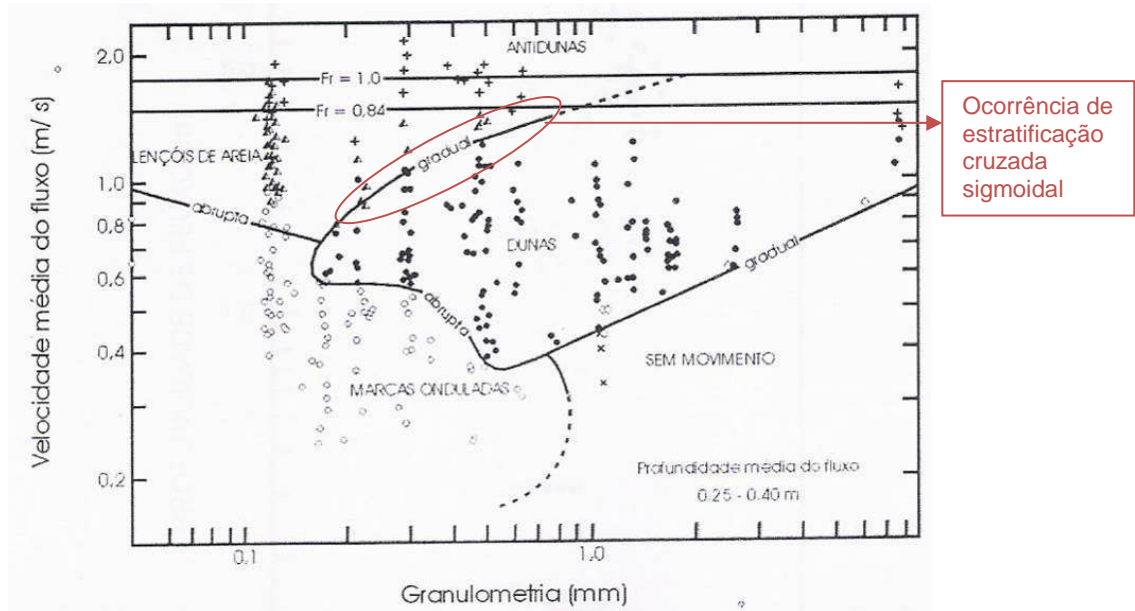 2,0
1,0
0,8
0,6
0,4
0,2
Velocidade média do fluxo (m/s)
ANTIDUNAS
Fr = 1.0
Fr = 0,84
LENÇÓIS DE AREIA
abrupta
gradual
DUNAS
gradual
abrupta
MARCAS ONDULADAS
SEM MOVIMENTO
Profundidade média do fluxo
0.25 - 0.40 m
0,1
1,0
Granulometria (mm)
Ocorrência de
estratificação
cruzada
sigmoidal